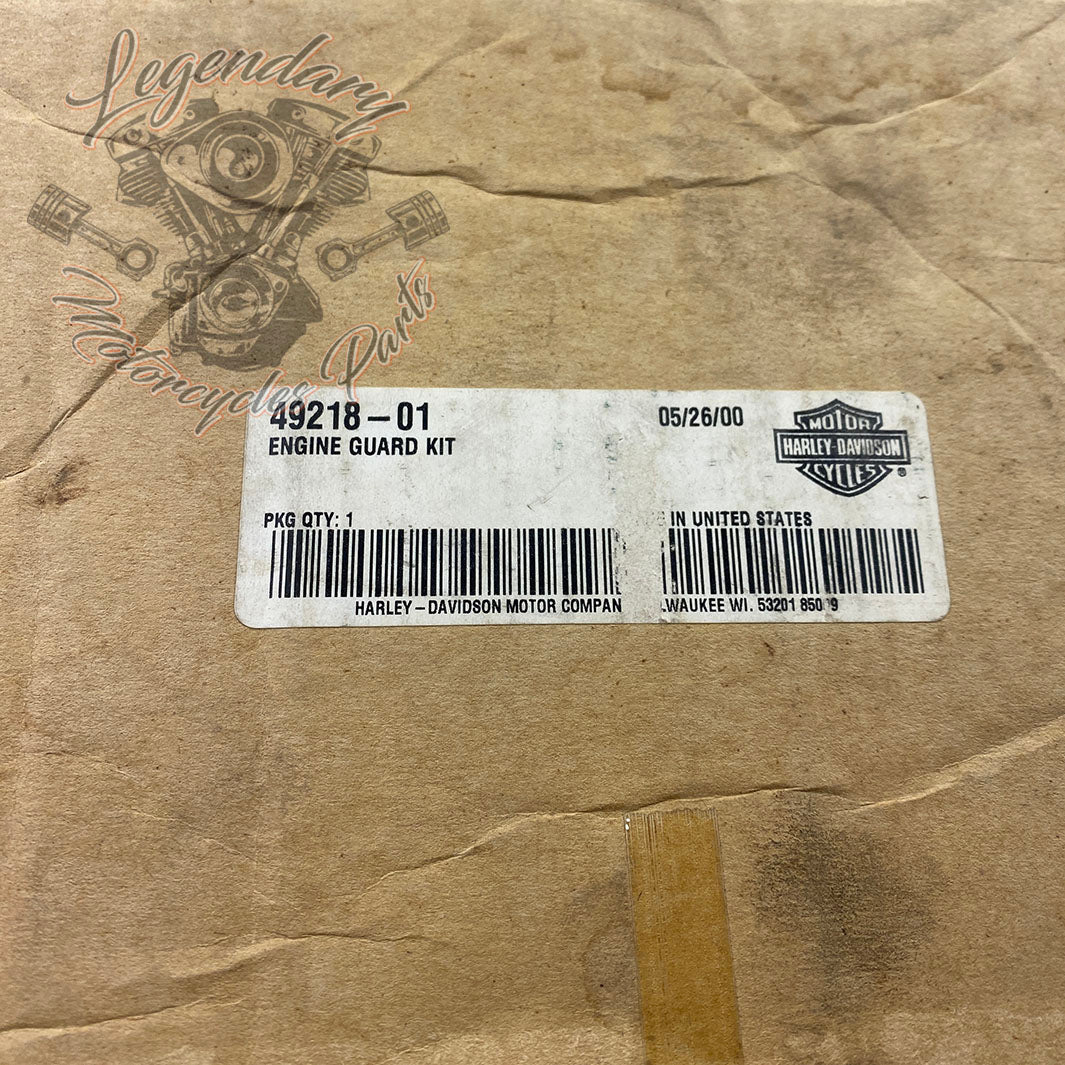 Legendary
Motorcycles Parts
49218-01
ENGINE GUARD KIT
05/26/00
MOTOR
HARLEY-DAVIDSON
CYCLES
®
PKG QTY: 1
IN UNITED STATES
HARLEY-DAVIDSON MOTOR COMPAN
LWAUKEE WI. 53201